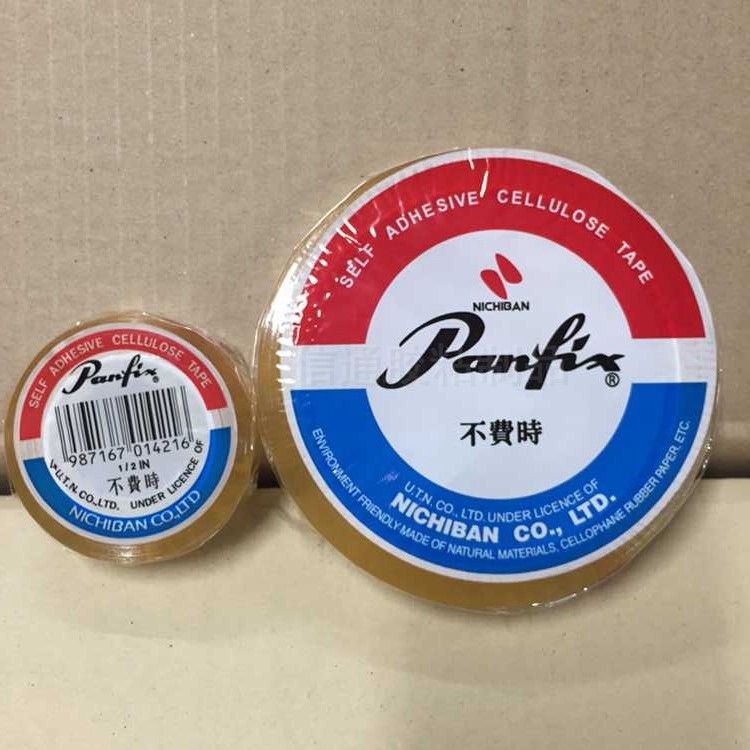 SELF ADHESIVE CELLULOSE TAPE
Panfix®
987167 014216
1/2 IN
不費時
U.T.N. CO., LTD. UNDER LICENCE OF
NICHIBAN CO., LTD
SELF ADHESIVE CELLULOSE TAPE
NICHIBAN
Panfix®
不費時
U.T.N. CO., LTD. UNDER LICENCE OF
NICHIBAN CO., LTD.
ENVIRONMENT FRIENDLY-MADE OF NATURAL MATERIALS, CELLOPHANE RUBBER PAPER, ETC.